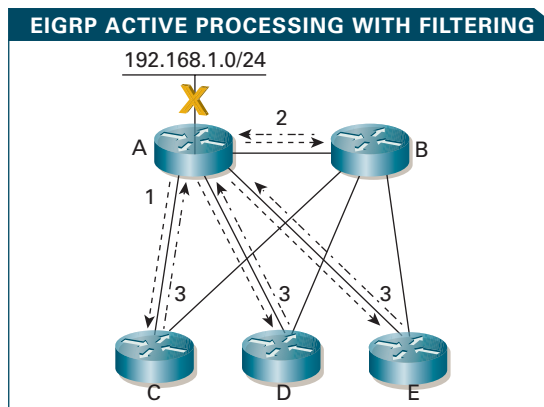 EIGRP ACTIVE PROCESSING WITH FILTERING
192.168.1.0/24
X
2
A
B
1
3
3
3
C
D
E